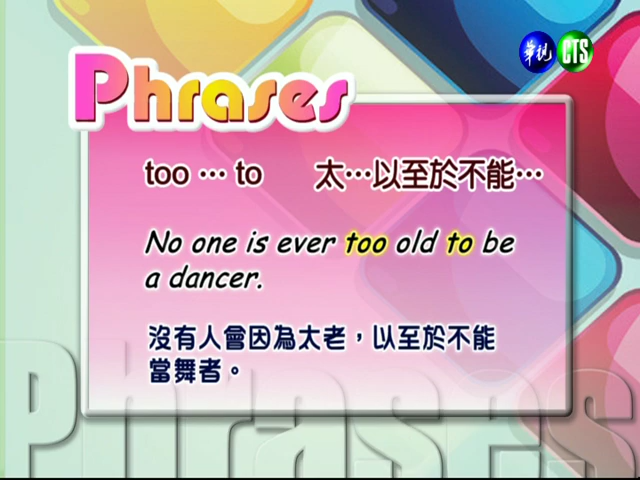 華視 CTS
Phrases
too … to 太…以至於不能…
No one is ever too old to be
a dancer.
沒有人會因為太老，以至於不能
當舞者。
Phrases